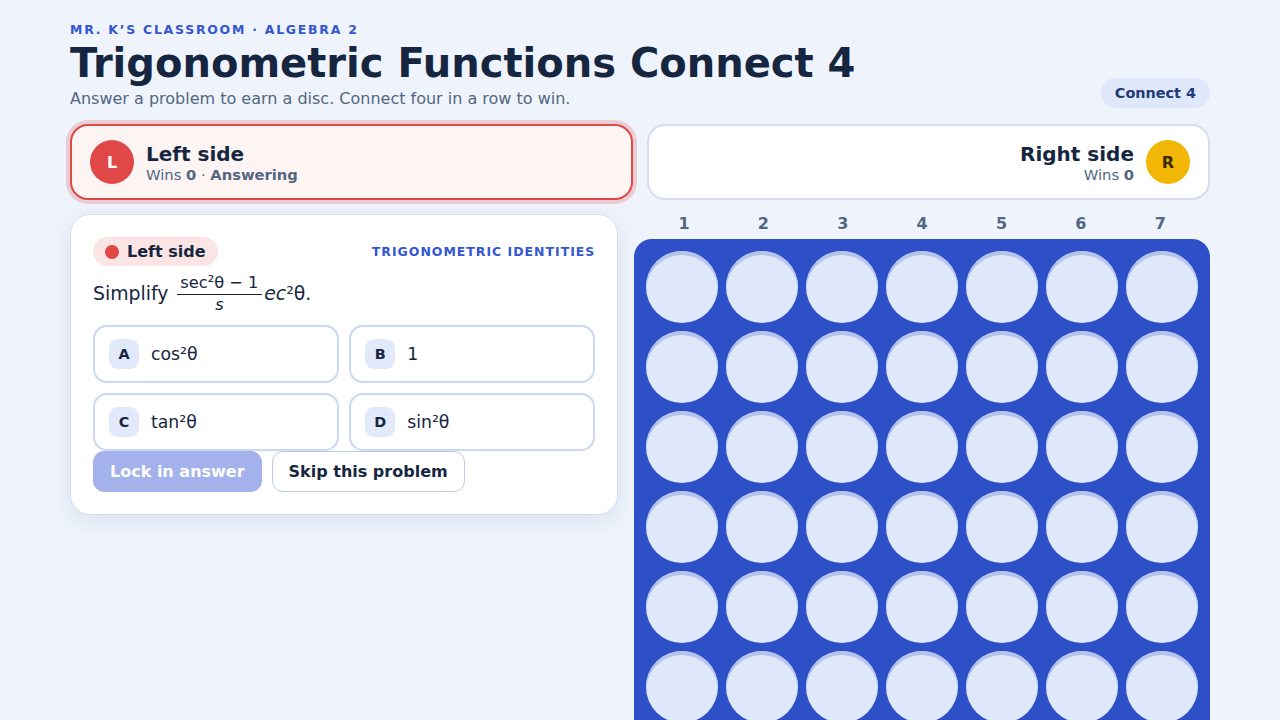 MR. K’S CLASSROOM · ALGEBRA 2
Trigonometric Functions Connect 4
Answer a problem to earn a disc. Connect four in a row to win.
Connect 4
L
Left side
Wins 0 · Answering
Right side
Wins 0
R
Left side
TRIGONOMETRIC IDENTITIES
Simplify (sec²θ − 1)/s ec²θ.
A cos²θ
B 1
C tan²θ
D sin²θ
Lock in answer
Skip this problem
1 2 3 4 5 6 7